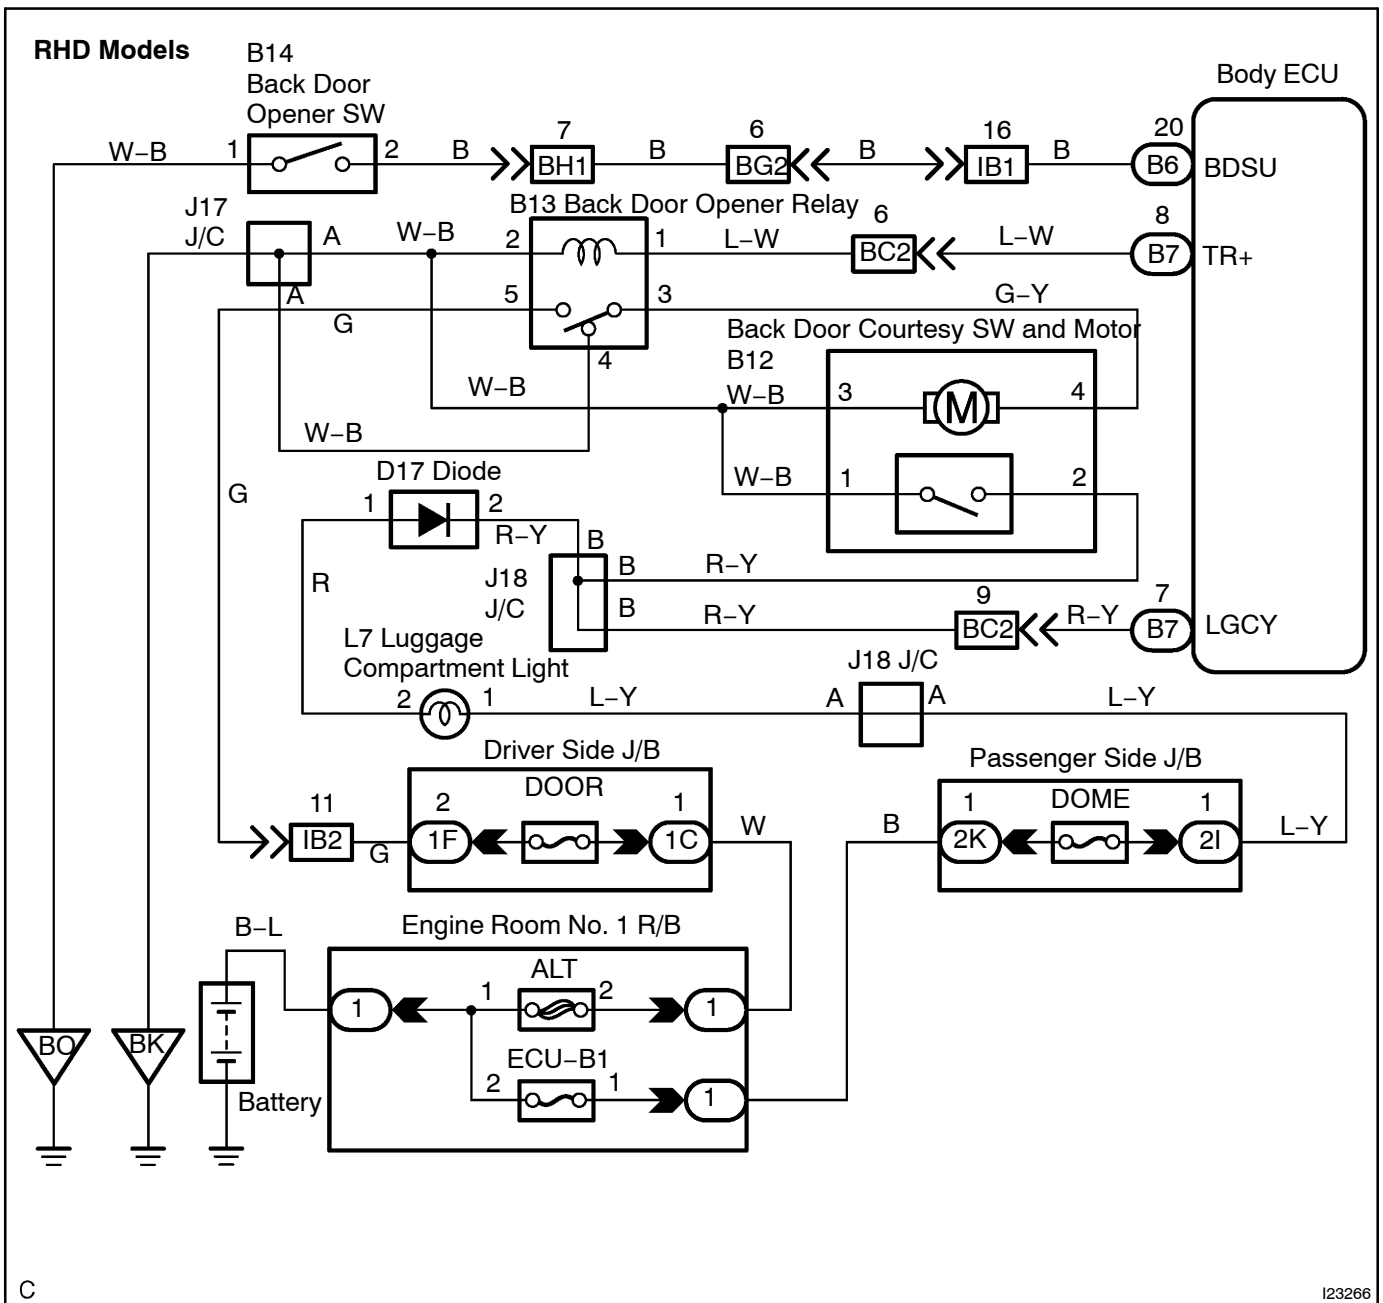 RHD Models
B14
Back Door
Opener SW
Body ECU
W–B
1
2
B
7
BH1
B
6
BG2
B
16
IB1
B
20
B6
BDSU
J17
J/C
A
W–B
B13 Back Door Opener Relay
2
1
L–W
6
BC2
L–W
8
B7
TR+
A
G
5
3
G–Y
4
Back Door Courtesy SW and Motor
B12
W–B
W–B
3
M
4
W–B
D17 Diode
G
1
2
R–Y
W–B
1
2
B
R
J18
J/C
B
R–Y
B
R–Y
9
BC2
R–Y
7
B7
LGCY
L7 Luggage
Compartment Light
2
1
L–Y
J18 J/C
A
A
L–Y
Driver Side J/B
Passenger Side J/B
11
IB2
G
2
1F
DOOR
1
1C
W
B
1
2K
DOME
1
2I
L–Y
B–L
Engine Room No. 1 R/B
ALT
1
1
2
1
ECU–B1
2
1
1
BO
BK
Battery
C
I23266